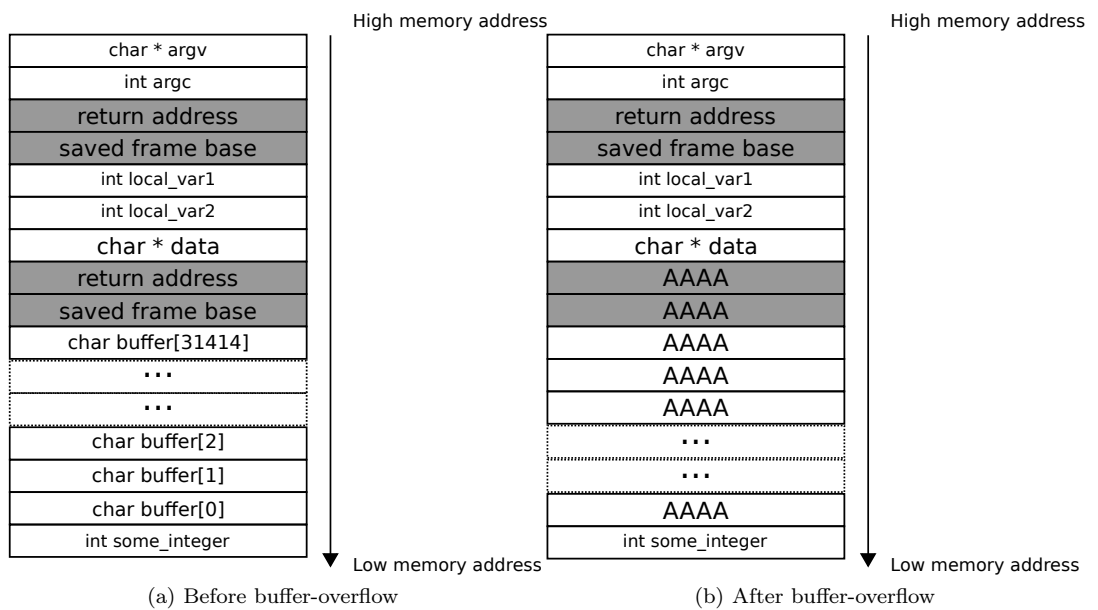 High memory address
char * argv
int argc
return address
saved frame base
int local_var1
int local_var2
char * data
return address
saved frame base
char buffer[31414]
...
...
char buffer[2]
char buffer[1]
char buffer[0]
int some_integer
Low memory address
(a) Before buffer-overflow
High memory address
char * argv
int argc
return address
saved frame base
int local_var1
int local_var2
char * data
AAAA
AAAA
AAAA
AAAA
AAAA
...
...
AAAA
int some_integer
Low memory address
(b) After buffer-overflow